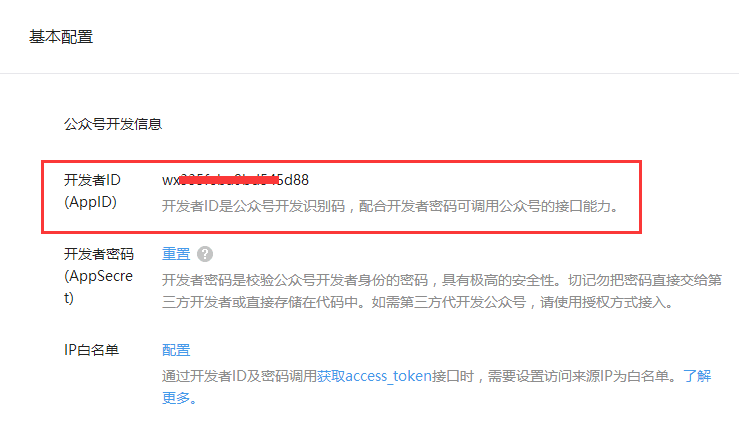 基本配置
公众号开发信息
开发者ID
(AppID)
wx
5d88
开发者ID是公众号开发识别码，配合开发者密码可调用公众号的接口能力。
开发者密码
(AppSecre
t)
重置 ?
开发者密码是校验公众号开发者身份的密码，具有极高的安全性。切记勿把密码直接交给第
三方开发者或直接存储在代码中。如需第三方代开发公众号，请使用授权方式接入。
IP白名单
配置
通过开发者ID及密码调用获取access_token接口时，需要设置访问来源IP为白名单。了解
更多。